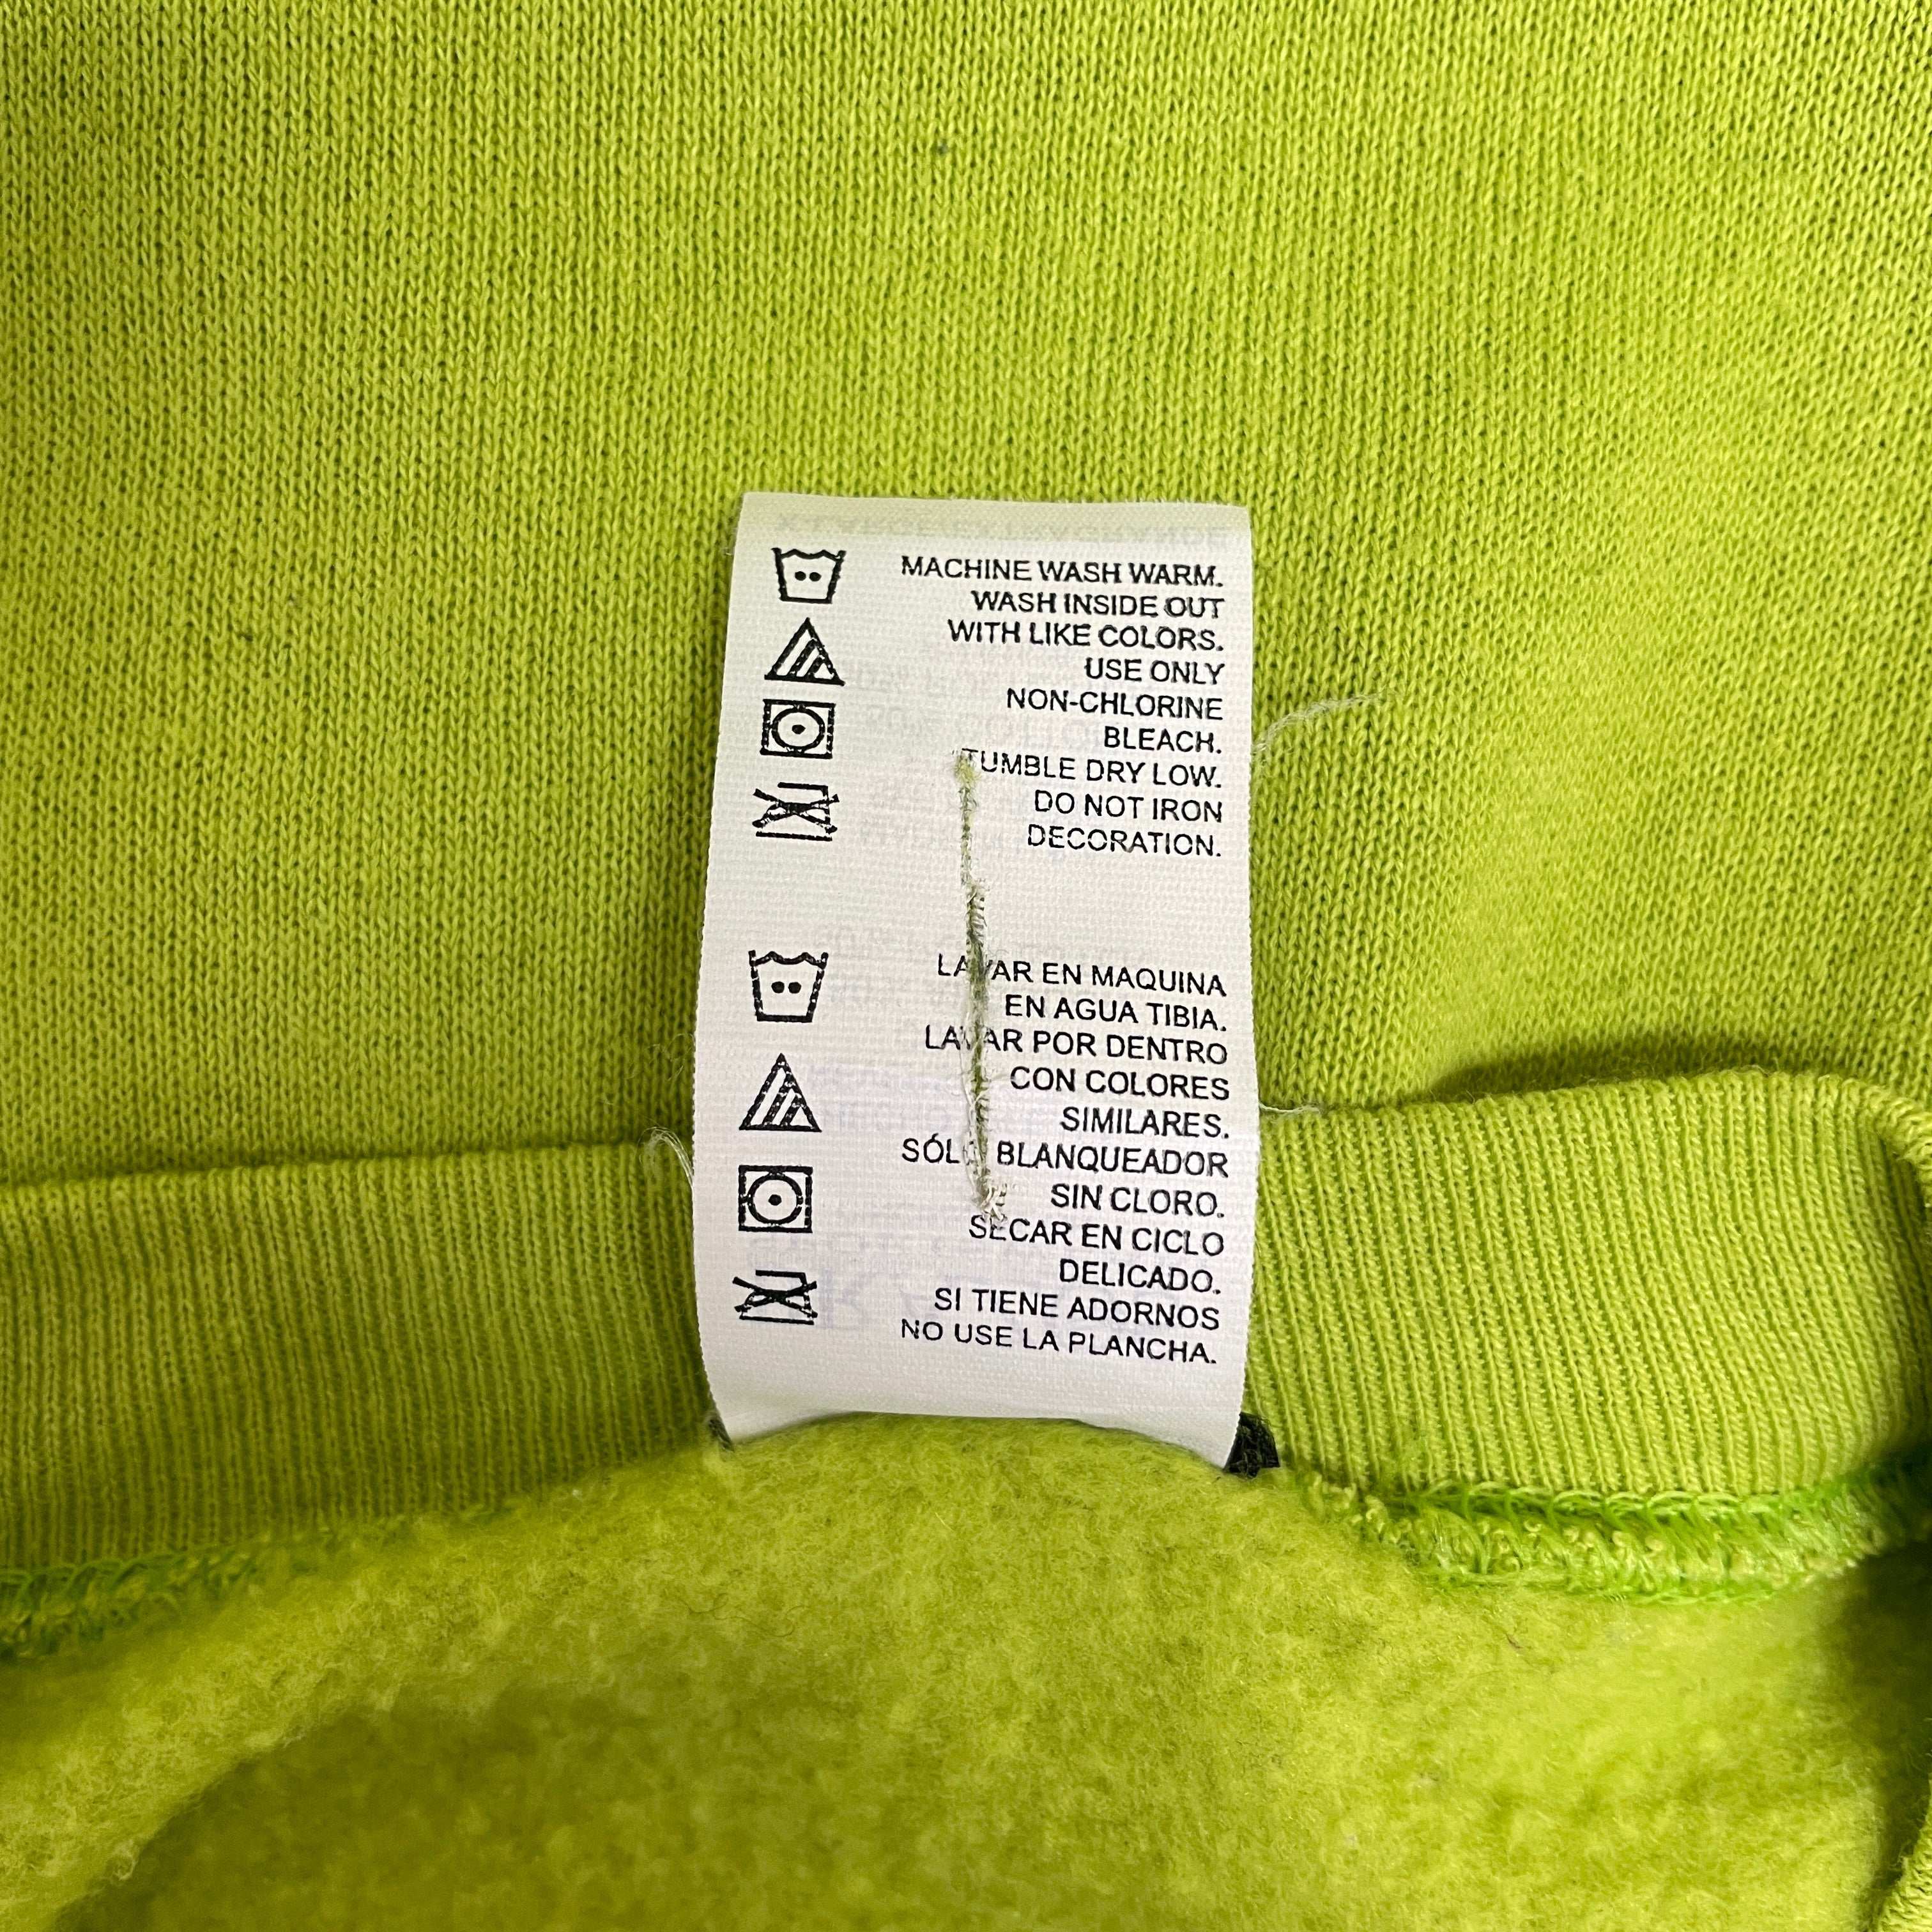 MACHINE WASH WARM.
WASH INSIDE OUT
WITH LIKE COLORS.
USE ONLY
NON-CHLORINE
BLEACH.
TUMBLE DRY LOW.
DO NOT IRON
DECORATION.
LAVAR EN MAQUINA
EN AGUA TIBIA.
LAVAR POR DENTRO
CON COLORES
SIMILARES.
SÓLO BLANQUEADOR
SIN CLORO.
SECAR EN CICLO
DELICADO.
SI TIENE ADORNOS
NO USE LA PLANCHA.